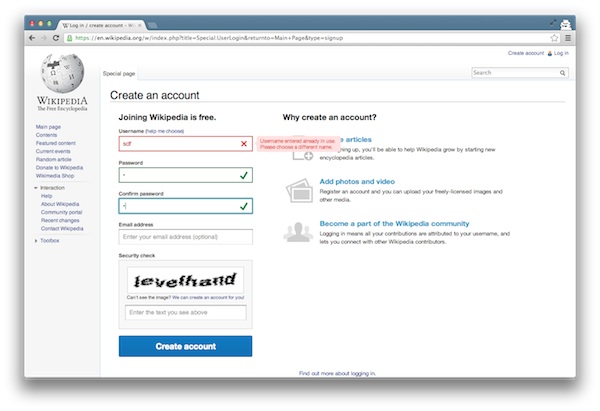 Log in / create account - Wi
https://en.wikipedia.org/w/index.php?title=Special:UserLogin&returnto=Main+Page&type=signup
Create account Log in
Special page
Search
WIKIPEDIA
The Free Encyclopedia
Main page
Contents
Featured content
Current events
Random article
Donate to Wikipedia
Wikimedia Shop
Interaction
Help
About Wikipedia
Community portal
Recent changes
Contact Wikipedia
Toolbox
Create an account
Joining Wikipedia is free.
Username (help me choose)
sdf
Username entered already in use.
Please choose a different name.
Password
Confirm password
Email address
Enter your email address (optional)
Security check
levelhand
Can't see the image? We can create an account for you!
Enter the text you see above
Create account
Why create an account?
articles
ing up, you'll be able to help Wikipedia grow by starting new
encyclopedia articles.
Add photos and video
Register an account and you can upload your freely-licensed images and
other media.
Become a part of the Wikipedia community
Logging in means all your contributions are attributed to your username, and
lets you connect with other Wikipedia contributors.
Find out more about logging in.